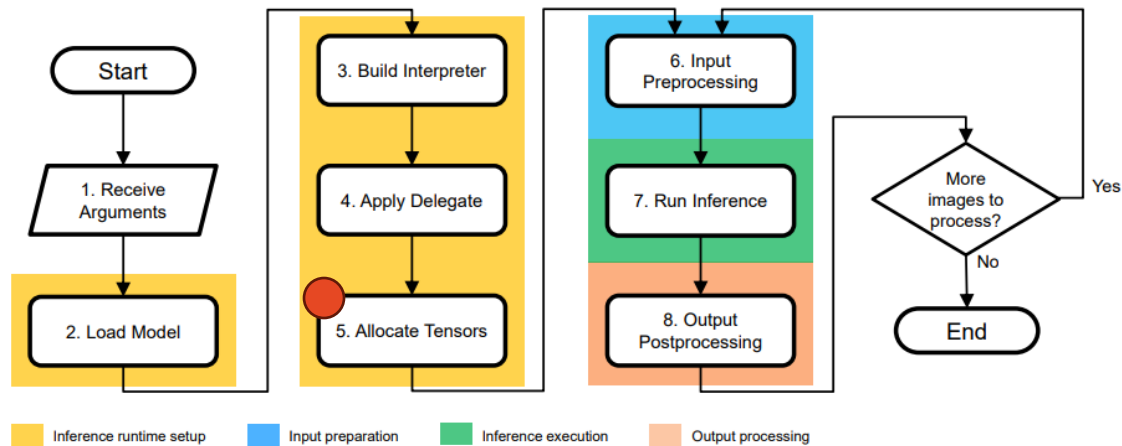 Start
1. Receive
Arguments
2. Load Model
3. Build Interpreter
4. Apply Delegate
5. Allocate Tensors
6. Input
Preprocessing
7. Run Inference
8. Output
Postprocessing
More
images to
process?
Yes
No
End
Inference runtime setup
Input preparation
Inference execution
Output processing